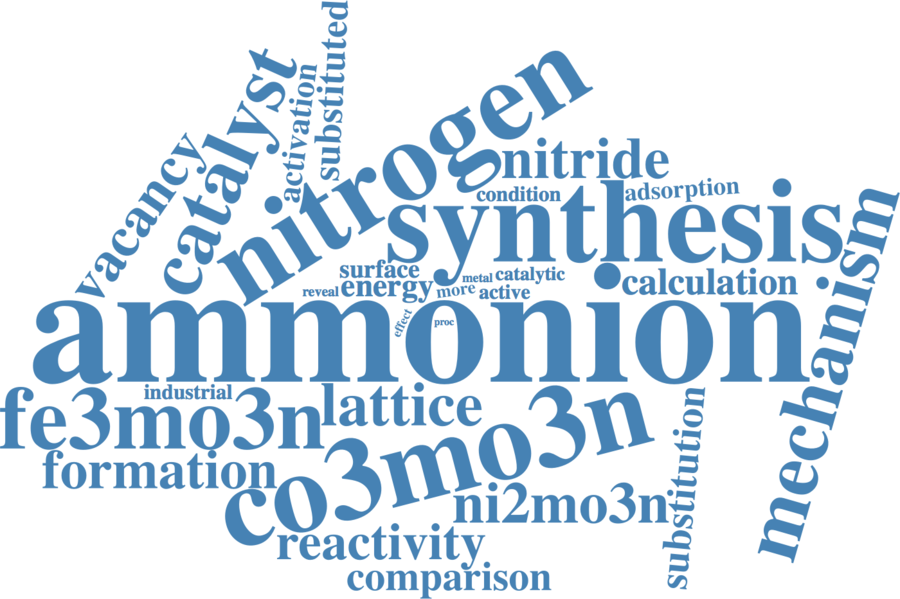 substituted
catalyst
activation
nitrogen
vacancy
nitride
condition
adsorption
synthesis
mechanism
surface
metal
catalytic
calculation
reveal
energy
more
active
ammonion
effect
proc
industrial
fe3mo3n
lattice
co3mo3n
formation
substitution
ni2mo3n
reactivity
comparison